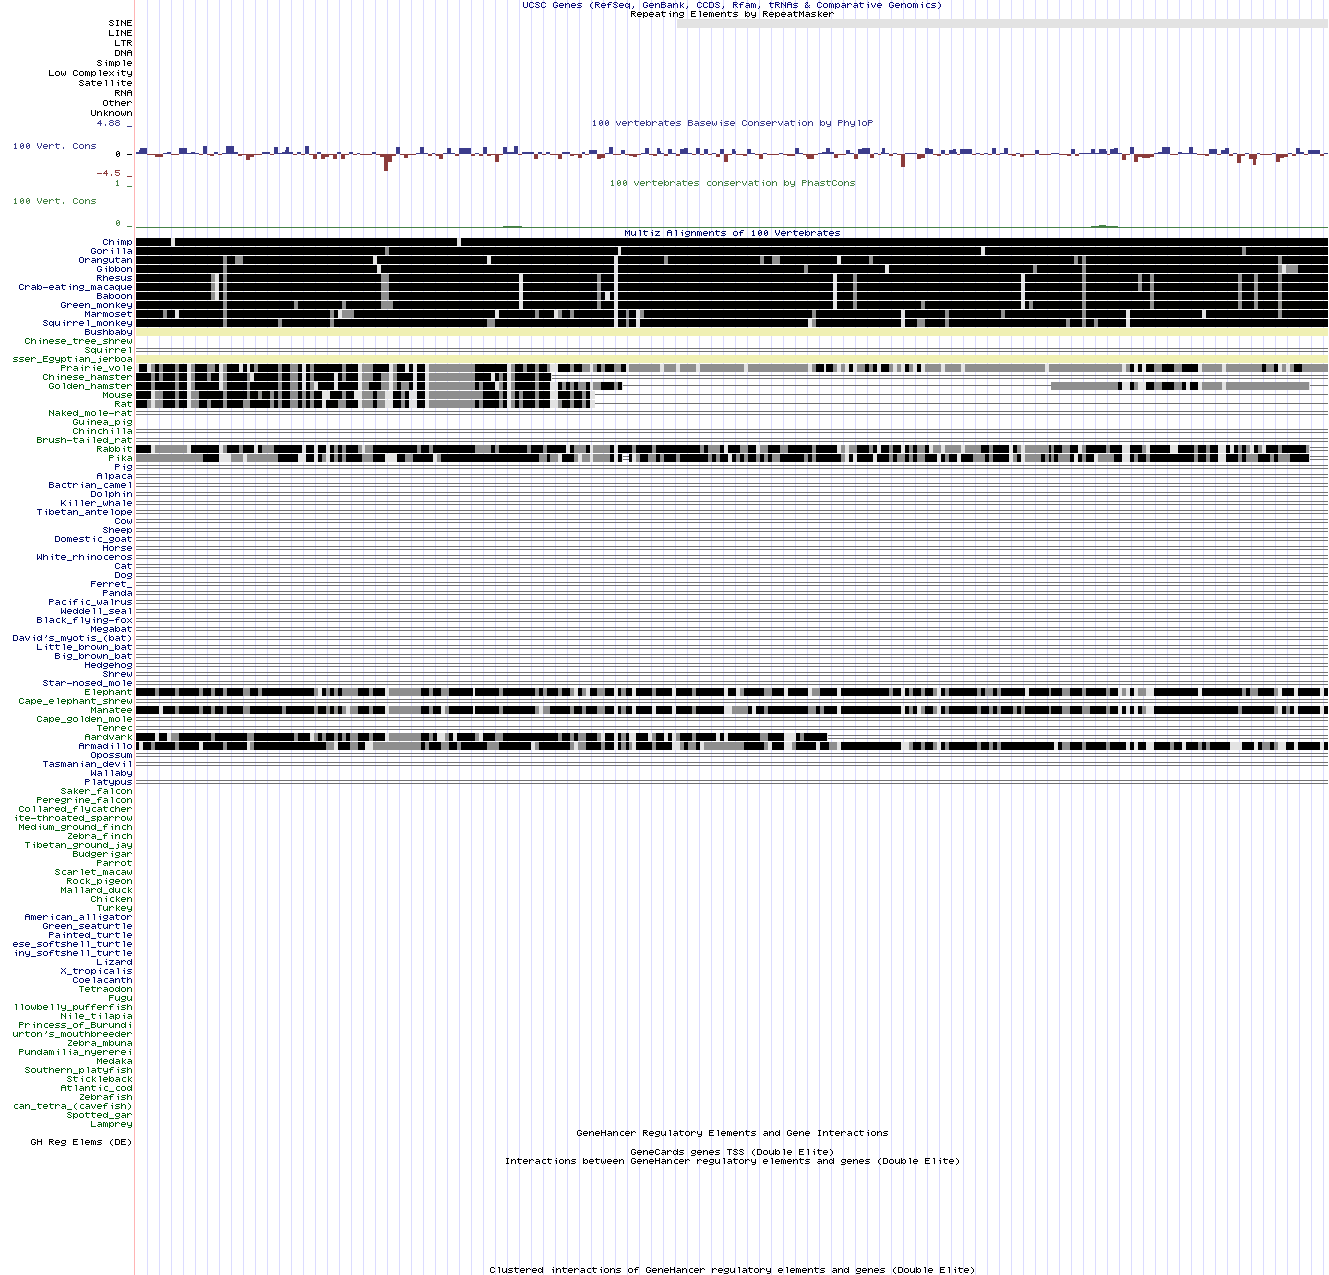 UCSC Genes (RefSeq, GenBank, CCDS, Rfam, tRNAs & Comparative Genomics)
Repeating Elements by RepeatMasker
SINE
LINE
LTR
DNA
Simple
Low Complexity
Satellite
RNA
Other
Unknown
4.88 _
100 vertebrates Basewise Conservation by PhyloP
100 Vert. Cons
0 _
-4.5 _
1 _
100 vertebrates conservation by PhastCons
100 Vert. Cons
0 _
Multiz Alignments of 100 Vertebrates
Chimp
Gorilla
Orangutan
Gibbon
Rhesus
Crab-eating_macaque
Baboon
Green_monkey
Marmoset
Squirrel_monkey
Bushbaby
Chinese_tree_shrew
Squirrel
sser_Egyptian_jerboa
Prairie_vole
Chinese_hamster
Golden_hamster
Mouse
Rat
Naked_mole-rat
Guinea_pig
Chinchilla
Brush-tailed_rat
Rabbit
Pika
Pig
Alpaca
Bactrian_camel
Dolphin
Killer_whale
Tibetan_antelope
Cow
Sheep
Domestic_goat
Horse
White_rhinoceros
Cat
Dog
Ferret_
Panda
Pacific_walrus
Weddell_seal
Black_flying-fox
Megabat
David's_myotis_(bat)
Little_brown_bat
Big_brown_bat
Hedgehog
Shrew
Star-nosed_mole
Elephant
Cape_elephant_shrew
Manatee
Cape_golden_mole
Tenrec
Aardvark
Armadillo
Opossum
Tasmanian_devil
Wallaby
Platypus
Saker_falcon
Peregrine_falcon
Collared_flycatcher
ite-throated_sparrow
Medium_ground_finch
Zebra_finch
Tibetan_ground_jay
Budgerigar
Parrot
Scarlet_macaw
Rock_pigeon
Mallard_duck
Chicken
Turkey
American_alligator
Green_seaturtle
Painted_turtle
ese_softshell_turtle
iny_softshell_turtle
Lizard
X_tropicalis
Coelacanth
Tetraodon
Fugu
llowbelly_pufferfish
Nile_tilapia
Princess_of_Burundi
urton's_mouthbreeder
Zebra_mbuna
Pundamilia_nyererei
Medaka
Southern_platyfish
Stickleback
Atlantic_cod
Zebrafish
can_tetra_(cavefish)
Spotted_gar
Lamprey
GeneHancer Regulatory Elements and Gene Interactions
GH Reg Elems (DE)
GeneCards genes TSS (Double Elite)
Interactions between GeneHancer regulatory elements and genes (Double Elite)
Clustered interactions of GeneHancer regulatory elements and genes (Double Elite)